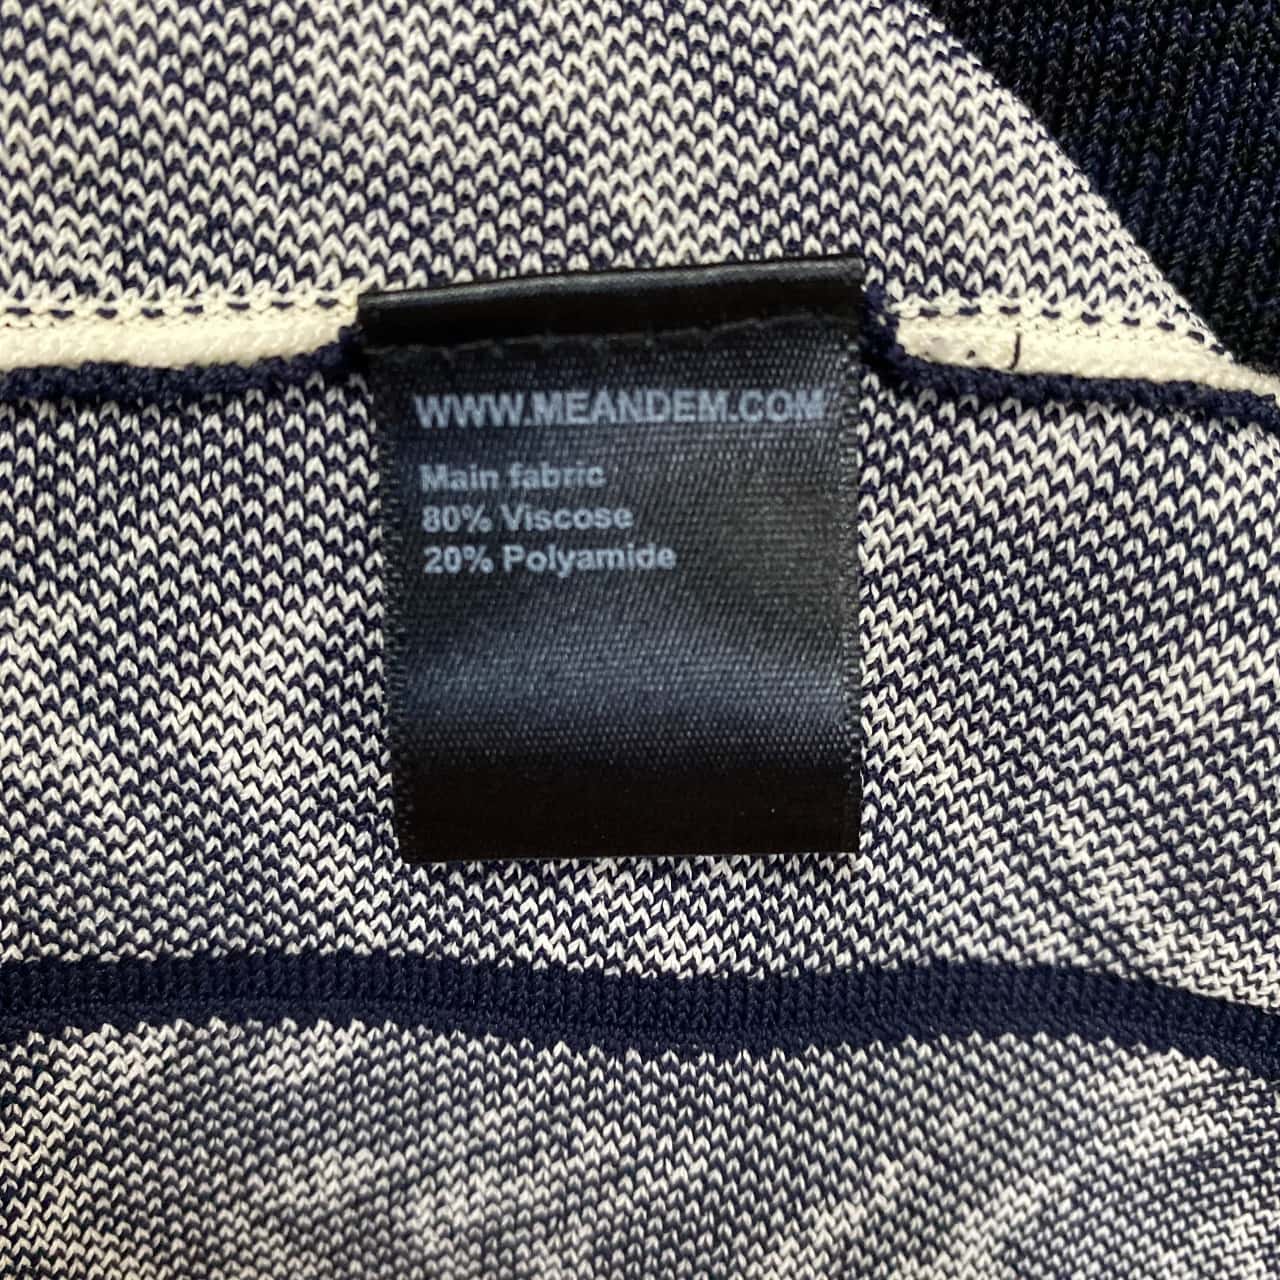 WWW.MEANDEM.COM
Main fabric
80% Viscose
20% Polyamide